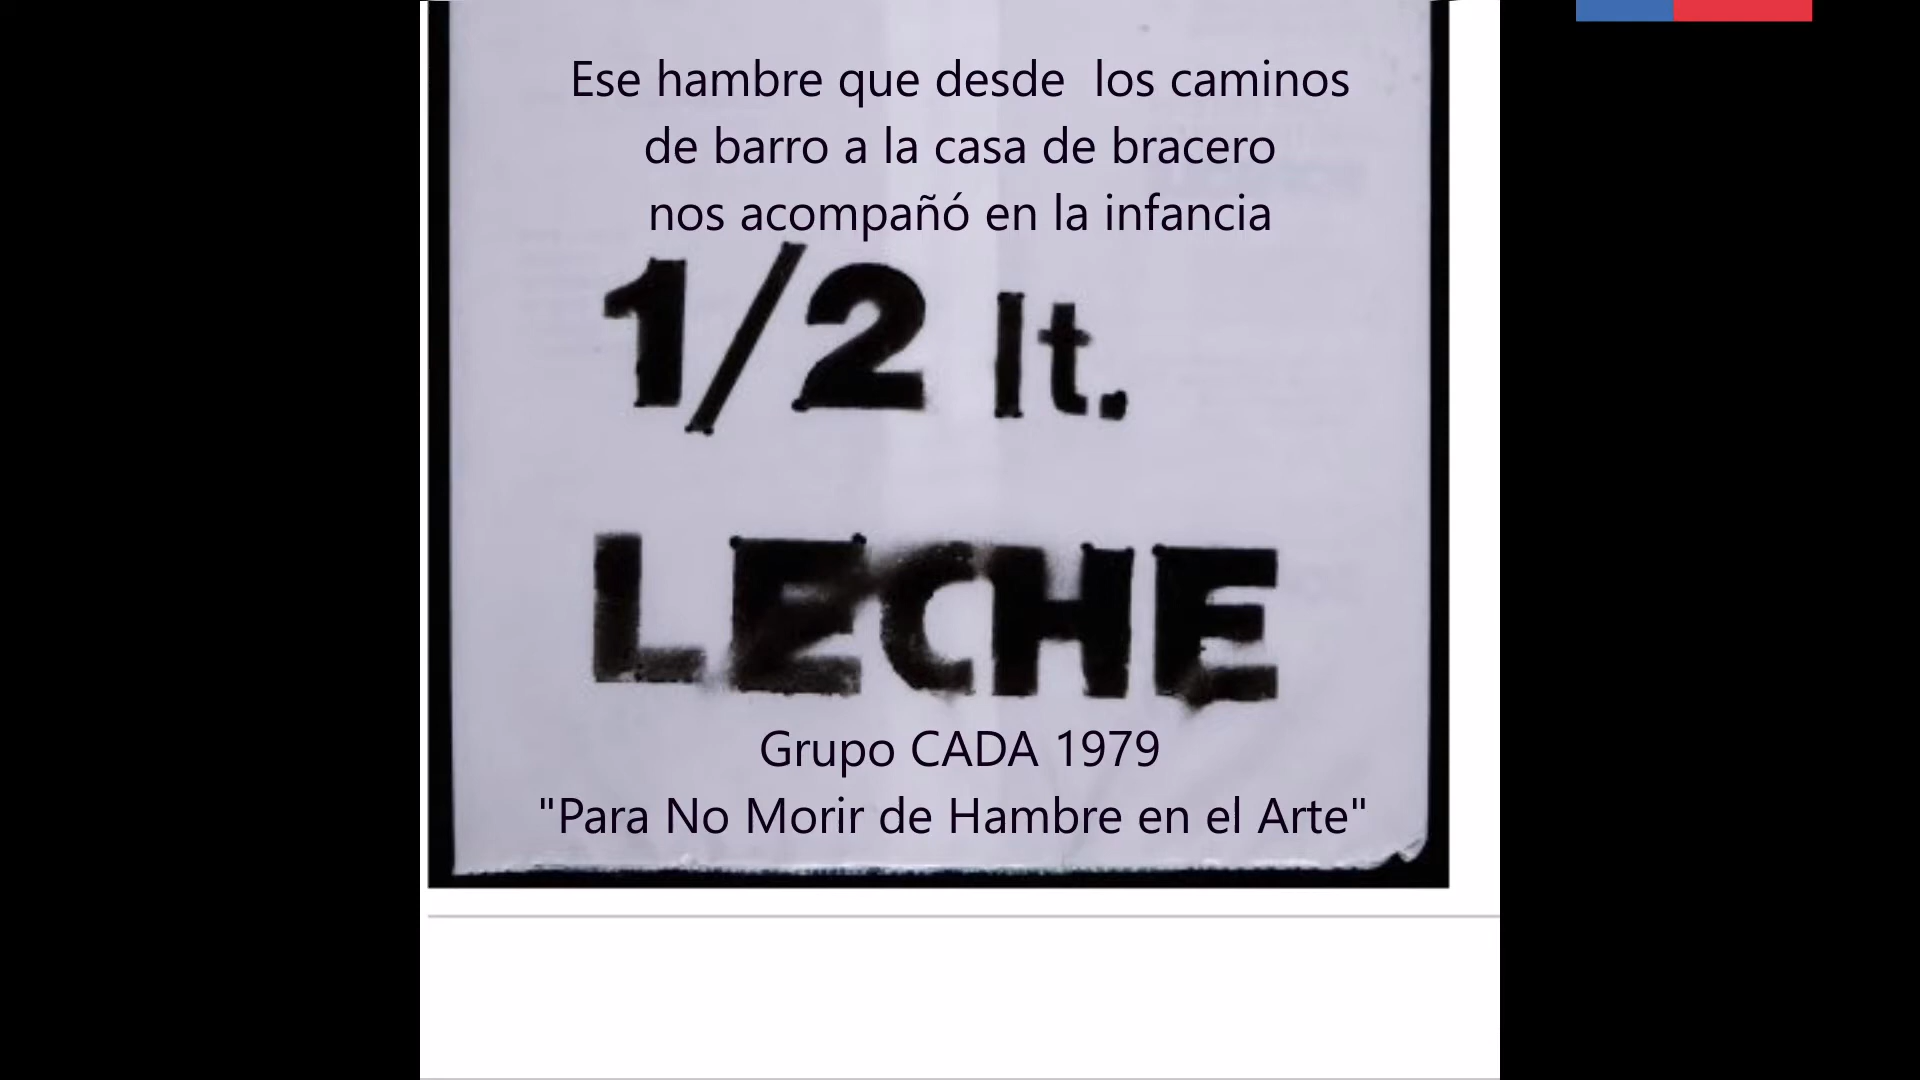 Ese hambre que desde los caminos
de barro a la casa de bracero
nos acompañó en la infancia
1/2 lt.
LECHE
Grupo CADA 1979
"Para No Morir de Hambre en el Arte"